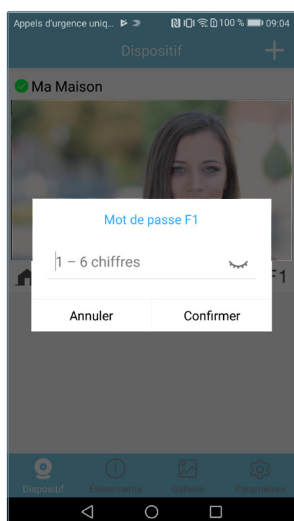 Appels d'urgence uniq... 100 % 09:04
Dispositif
Ma Maison
Mot de passe F1
1 – 6 chiffres
F1
Annuler Confirmer
Dispositif Événements Gallerie Paramètres